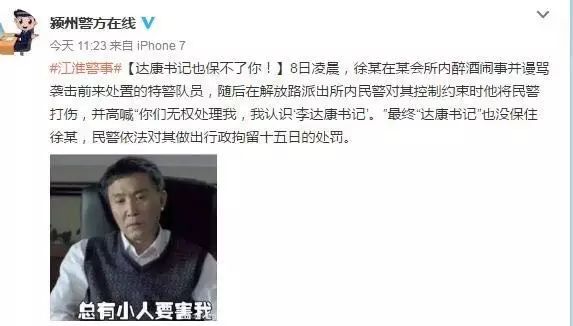 颍州警方在线
今天 11:23 来自 iPhone 7
#江淮警事#【达康书记也保不了你！】8日凌晨，徐某在某会所内醉酒闹事并谩骂
袭击前来处置的特警队员，随后在解放路派出所内民警对其控制约束时他将民警
打伤，并高喊“你们无权处理我，我认识‘李达康书记’。”最终“达康书记”也没保住
徐某，民警依法对其做出行政拘留十五日的处罚。
总有小人要害我